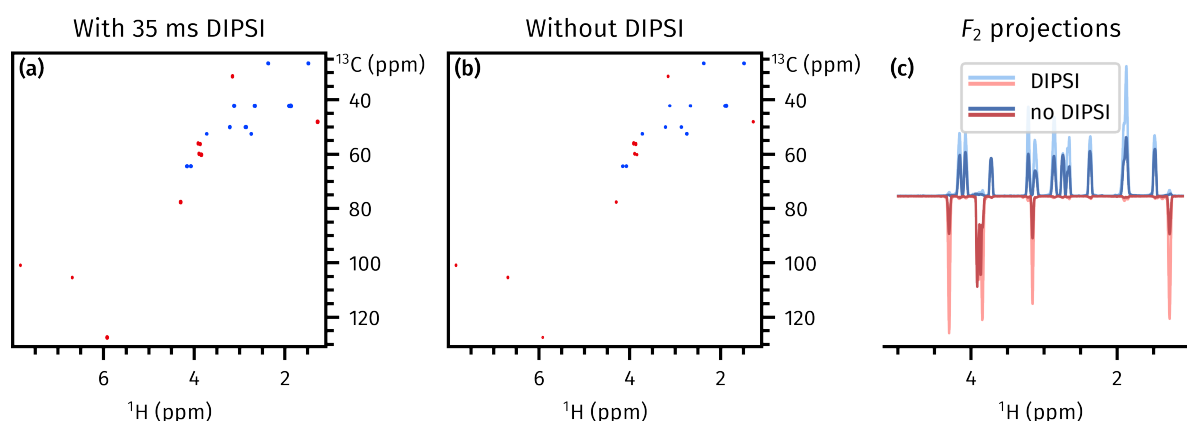 With 35 ms DIPSI
Without DIPSI
F₂ projections
(a)
¹³C (ppm)
40
60
80
100
120
6
4
2
¹H (ppm)
(b)
¹³C (ppm)
40
60
80
100
120
6
4
2
¹H (ppm)
(c)
DIPSI
no DIPSI
4
2
¹H (ppm)